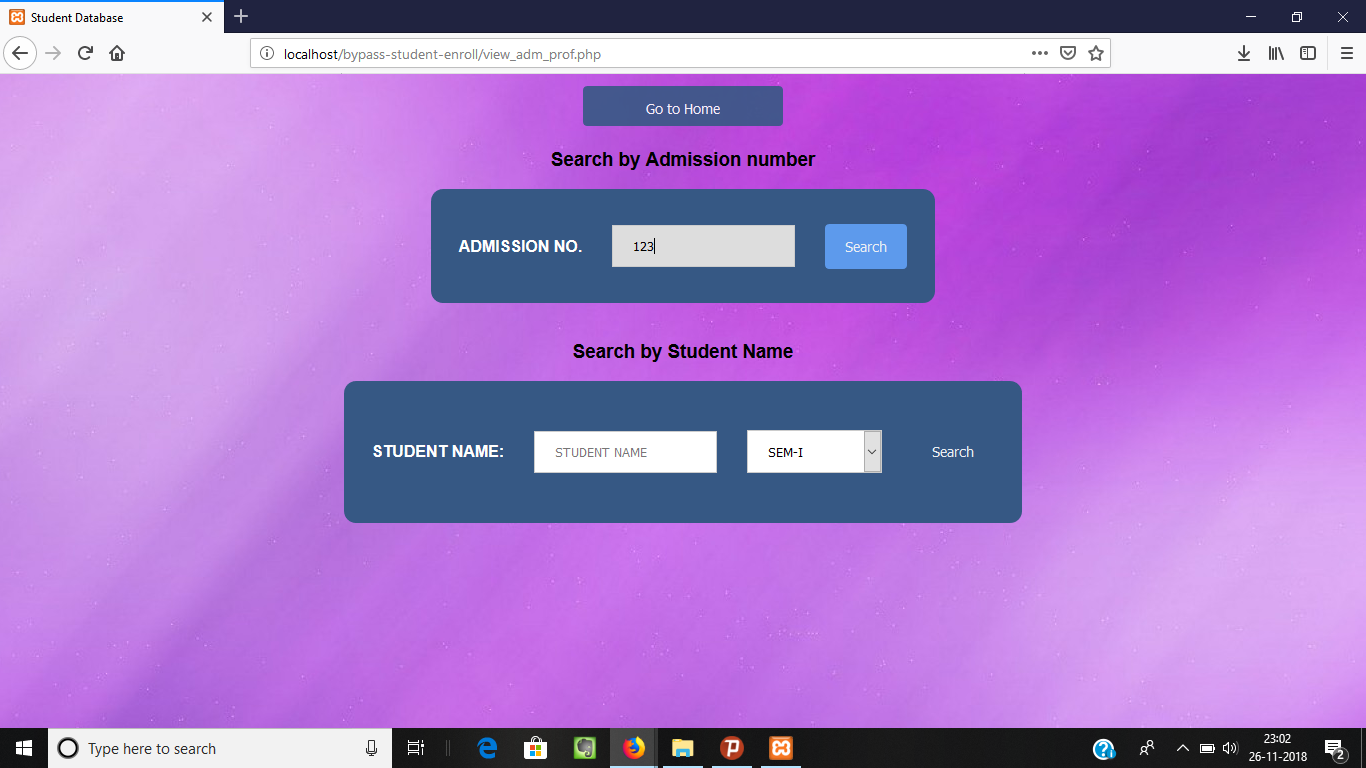 Student Database
localhost/bypass-student-enroll/view_adm_prof.php
Go to Home
Search by Admission number
ADMISSION NO. 123 Search
Search by Student Name
STUDENT NAME: STUDENT NAME SEM-I Search
Type here to search
23:02
26-11-2018
2